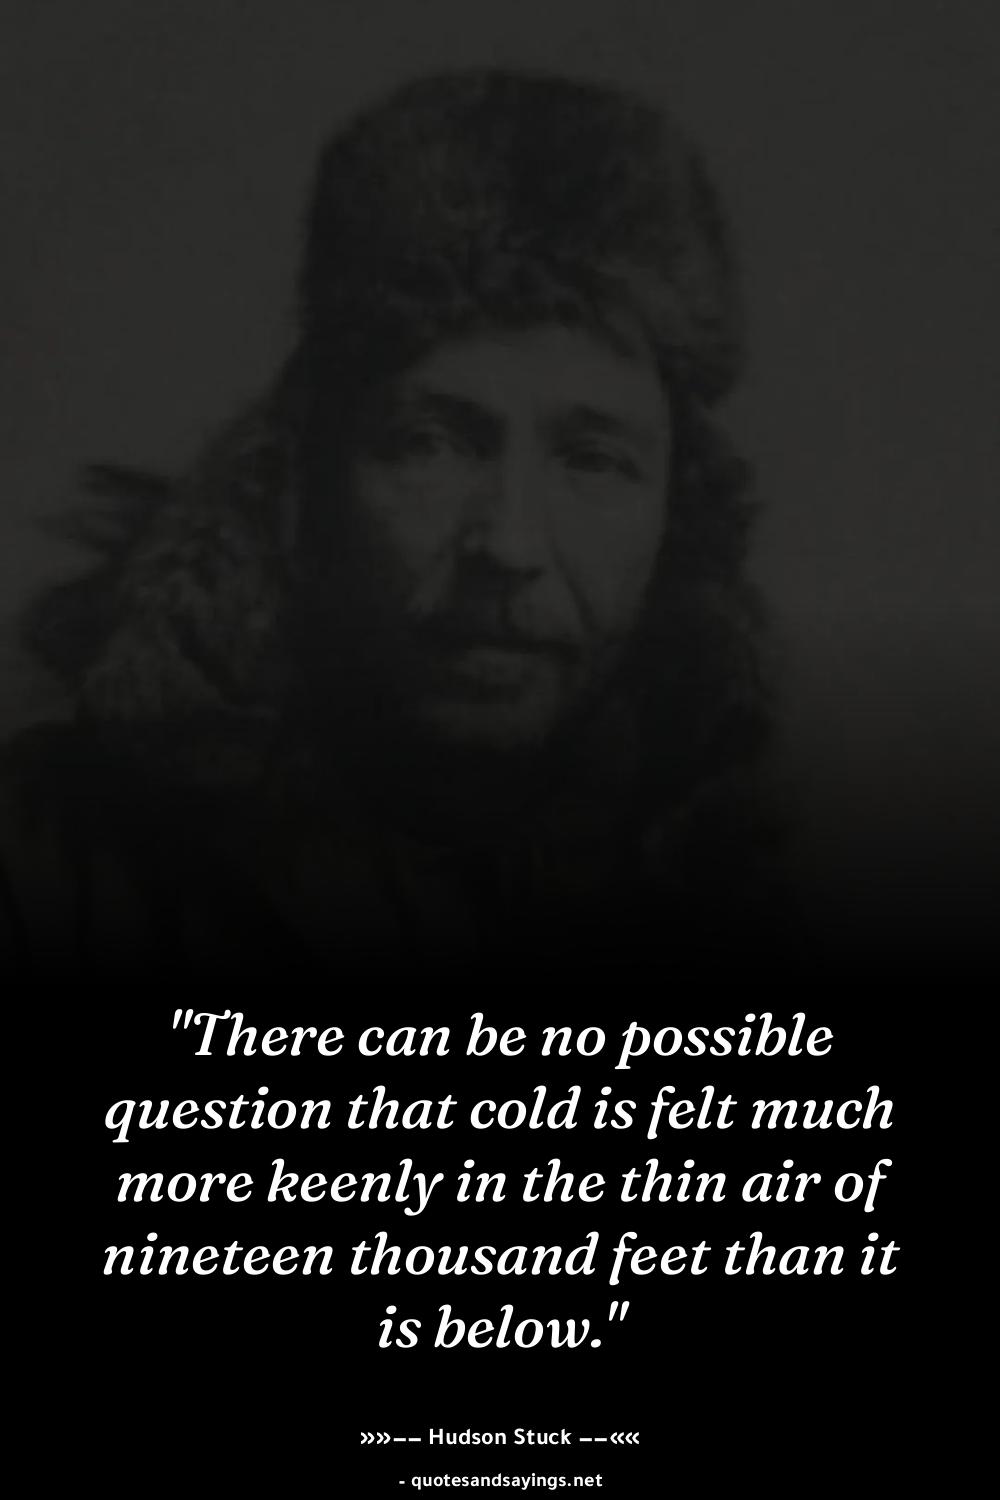 "There can be no possible
question that cold is felt much
more keenly in the thin air of
nineteen thousand feet than it
is below."
»»-- Hudson Stuck --««
- quotesandsayings.net